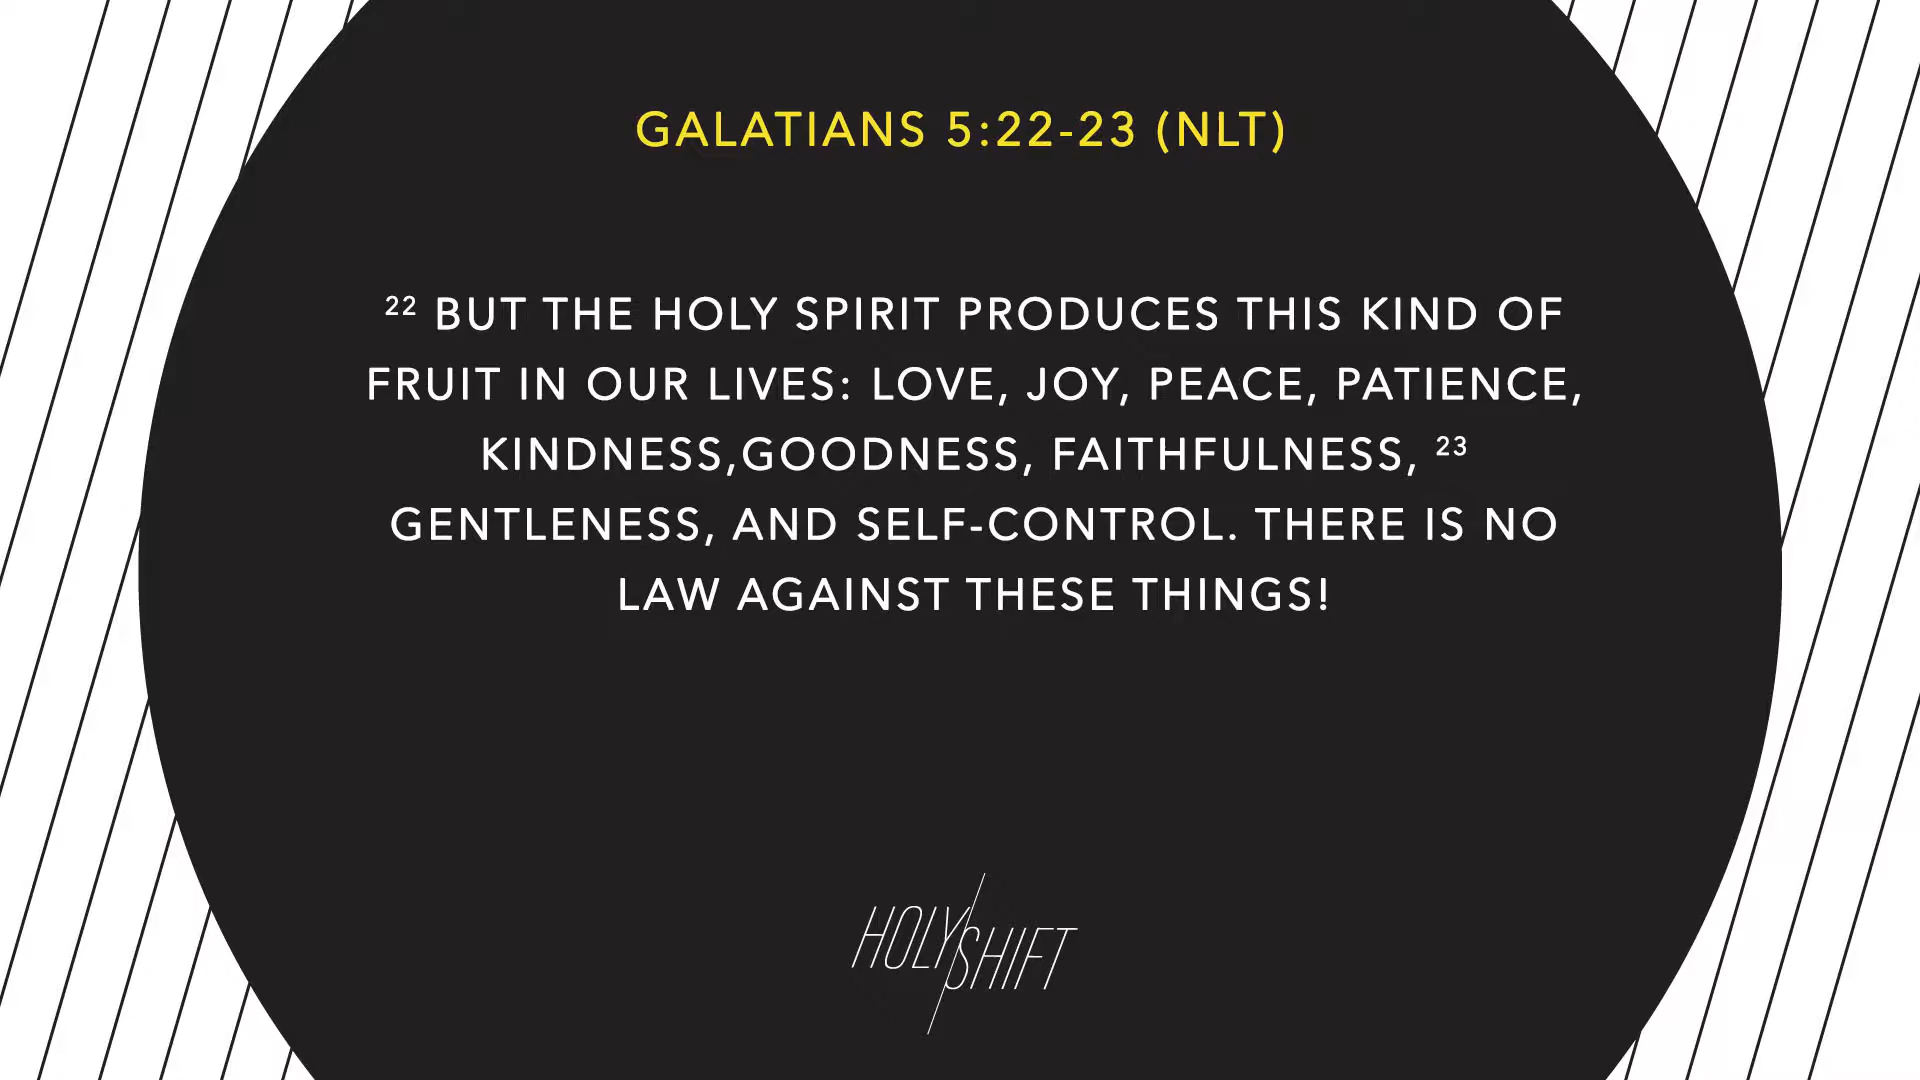 GALATIANS 5:22-23 (NLT)
22 BUT THE HOLY SPIRIT PRODUCES THIS KIND OF
FRUIT IN OUR LIVES: LOVE, JOY, PEACE, PATIENCE,
KINDNESS,GOODNESS, FAITHFULNESS, 23
GENTLENESS, AND SELF-CONTROL. THERE IS NO
LAW AGAINST THESE THINGS!
HOLY/SHIFT